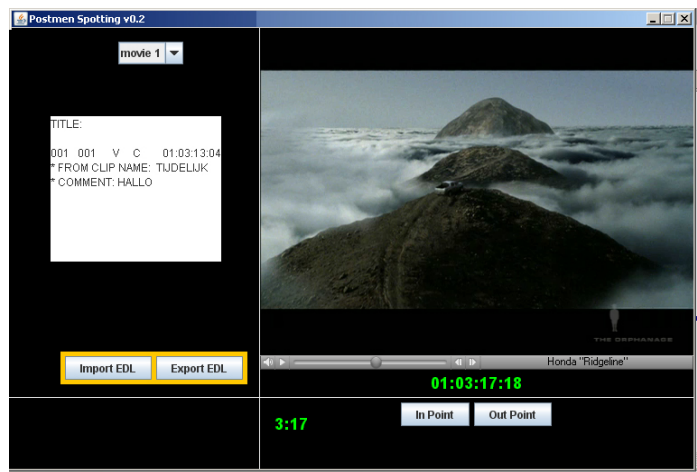 Postmen Spotting v0.2
movie 1
TITLE:
001 001 V C 01:03:13:04
* FROM CLIP NAME: TIJDELIJK
* COMMENT: HALLO
THE ORPHANAGE
Import EDL Export EDL
Honda "Ridgeline"
01:03:17:18
3:17
In Point Out Point